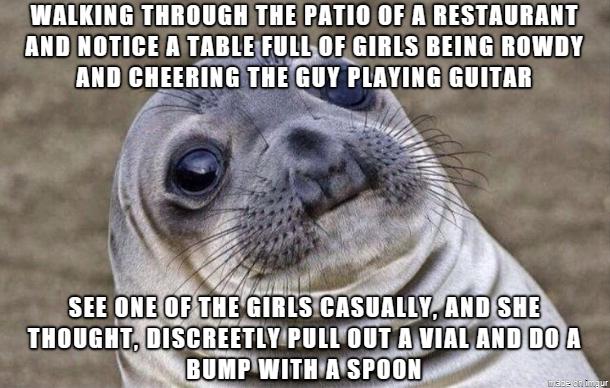 WALKING THROUGH THE PATIO OF A RESTAURANT
AND NOTICE A TABLE FULL OF GIRLS BEING ROWDY
AND CHEERING THE GUY PLAYING GUITAR
SEE ONE OF THE GIRLS CASUALLY, AND SHE
THOUGHT, DISCREETLY PULL OUT A VIAL AND DO A
BUMP WITH A SPOON
made on imgur